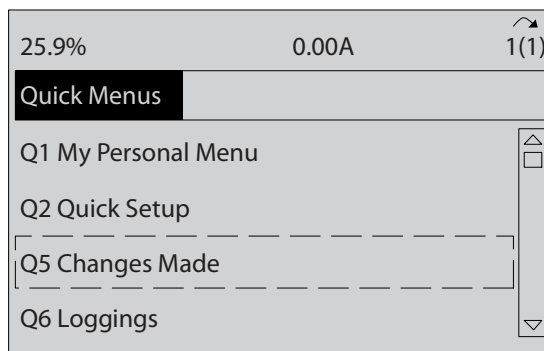 25.9% 0.00A 1(1)
Quick Menus
Q1 My Personal Menu
Q2 Quick Setup
Q5 Changes Made
Q6 Loggings